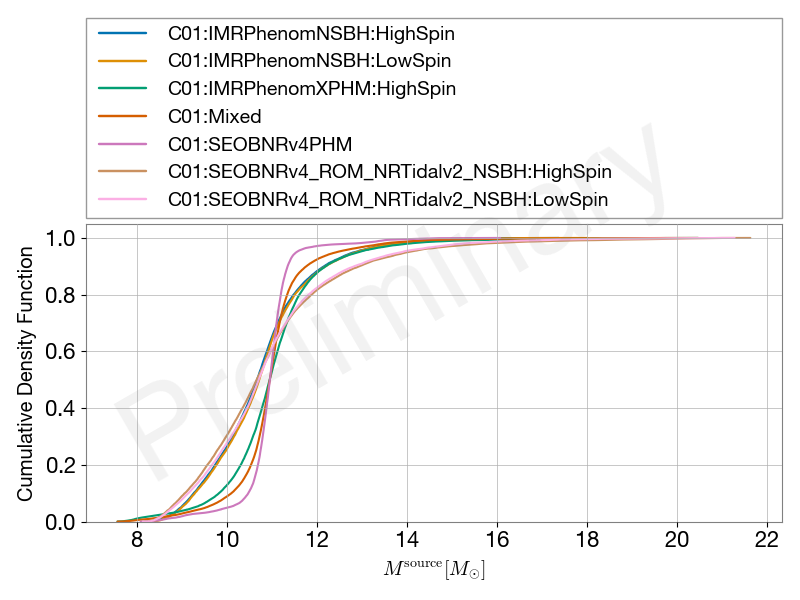 C01:IMRPhenomNSBH:HighSpin
C01:IMRPhenomNSBH:LowSpin
C01:IMRPhenomXPHM:HighSpin
C01:Mixed
C01:SEOBNRv4PHM
C01:SEOBNRv4_ROM_NRTidalv2_NSBH:HighSpin
C01:SEOBNRv4_ROM_NRTidalv2_NSBH:LowSpin
Preliminary
Cumulative Density Function
1.0
0.8
0.6
0.4
0.2
0.0
8 10 12 14 16 18 20 22
M^source [M_⊙]